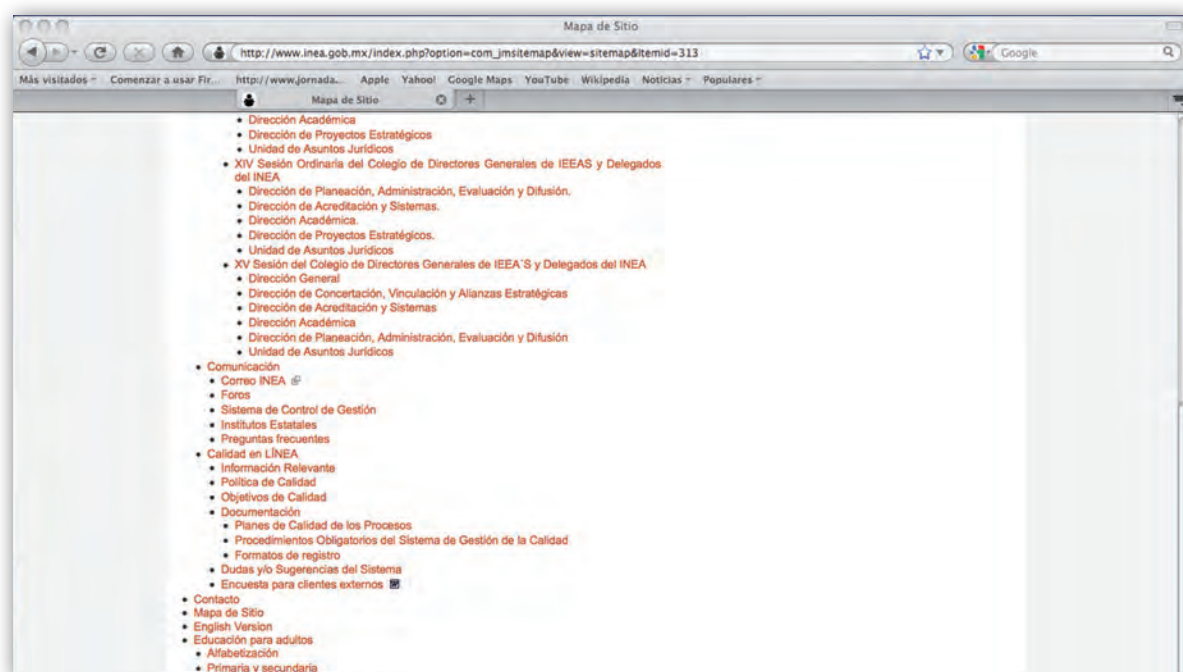 Mapa de Sitio
http://www.inea.gob.mx/index.php?option=com_jmsitemap&view=sitemap&Itemid=313
Google
Más visitados Comenzar a usar Fir... http://www.jornada... Apple Yahoo! Google Maps YouTube Wikipedia Noticias Populares
Mapa de Sitio
Dirección Académica
Dirección de Proyectos Estratégicos
Unidad de Asuntos Jurídicos
XIV Sesión Ordinaria del Colegio de Directores Generales de IEEAS y Delegados
del INEA
Dirección de Planeación, Administración, Evaluación y Difusión.
Dirección de Acreditación y Sistemas.
Dirección Académica.
Dirección de Proyectos Estratégicos.
Unidad de Asuntos Jurídicos
XV Sesión del Colegio de Directores Generales de IEEA´S y Delegados del INEA
Dirección General
Dirección de Concertación, Vinculación y Alianzas Estratégicas
Dirección de Acreditación y Sistemas
Dirección Académica
Dirección de Planeación, Administración, Evaluación y Difusión
Unidad de Asuntos Jurídicos
Comunicación
Correo INEA
Foros
Sistema de Control de Gestión
Institutos Estatales
Preguntas frecuentes
Calidad en LÍNEA
Información Relevante
Política de Calidad
Objetivos de Calidad
Documentación
Planes de Calidad de los Procesos
Procedimientos Obligatorios del Sistema de Gestión de la Calidad
Formatos de registro
Dudas y/o Sugerencias del Sistema
Encuesta para clientes externos
Contacto
Mapa de Sitio
English Version
Educación para adultos
Alfabetización
Primaria y secundaria